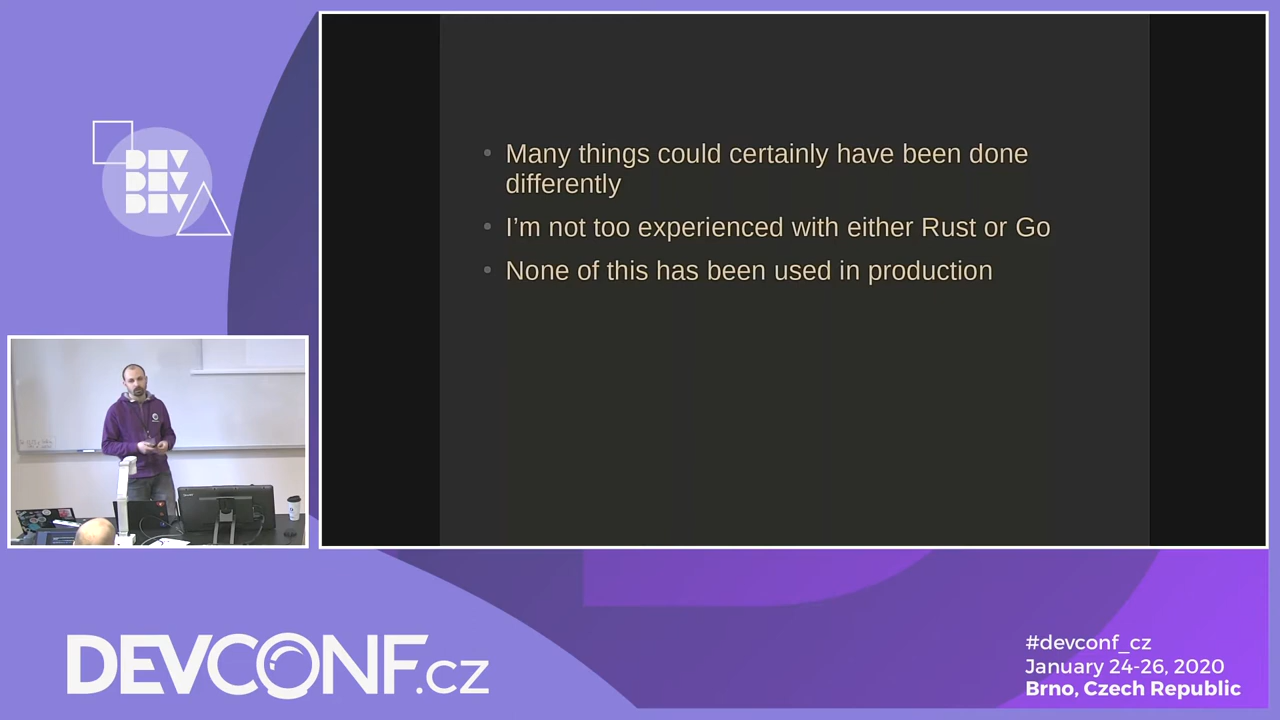 DEV
DEV
DEV
Many things could certainly have been done
differently
I’m not too experienced with either Rust or Go
None of this has been used in production
DEVCONF.cz
#devconf_cz
January 24-26, 2020
Brno, Czech Republic